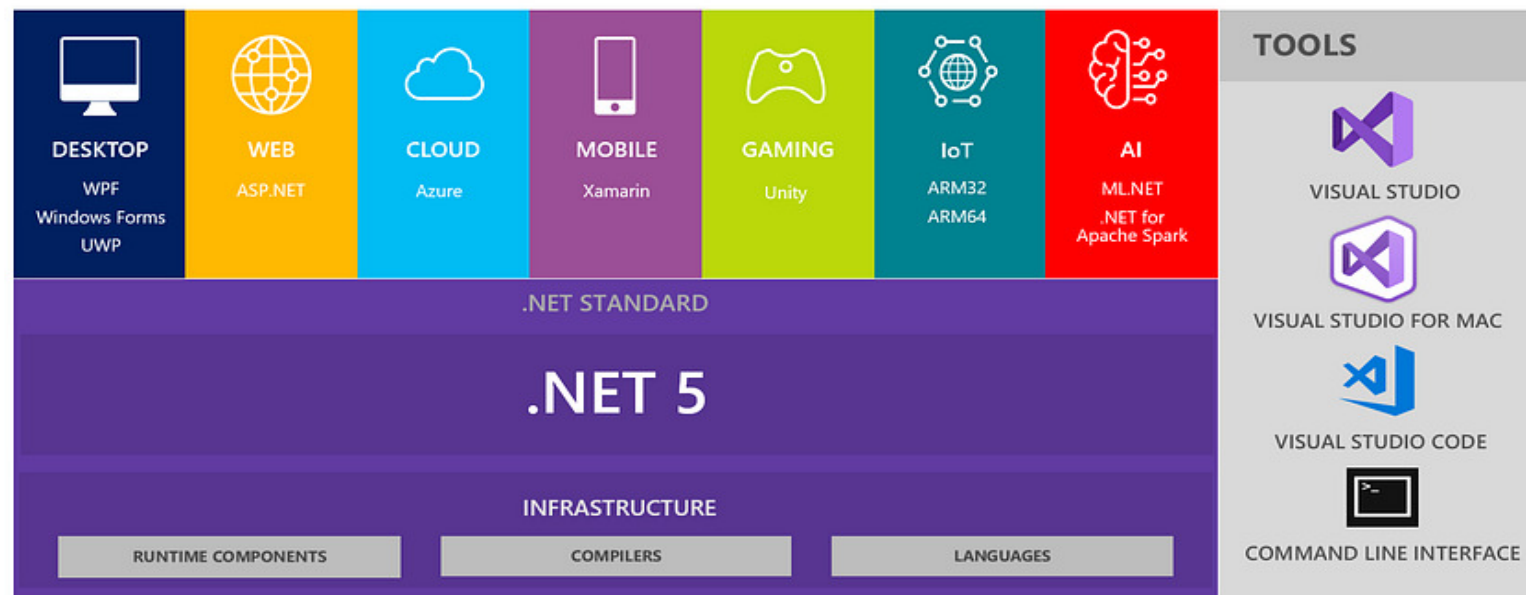 DESKTOP
WPF
Windows Forms
UWP
WEB
ASP.NET
CLOUD
Azure
MOBILE
Xamarin
GAMING
Unity
IoT
ARM32
ARM64
AI
ML.NET
.NET for
Apache Spark
.NET STANDARD
.NET 5
INFRASTRUCTURE
RUNTIME COMPONENTS
COMPILERS
LANGUAGES
TOOLS
VISUAL STUDIO
VISUAL STUDIO FOR MAC
VISUAL STUDIO CODE
>_
COMMAND LINE INTERFACE